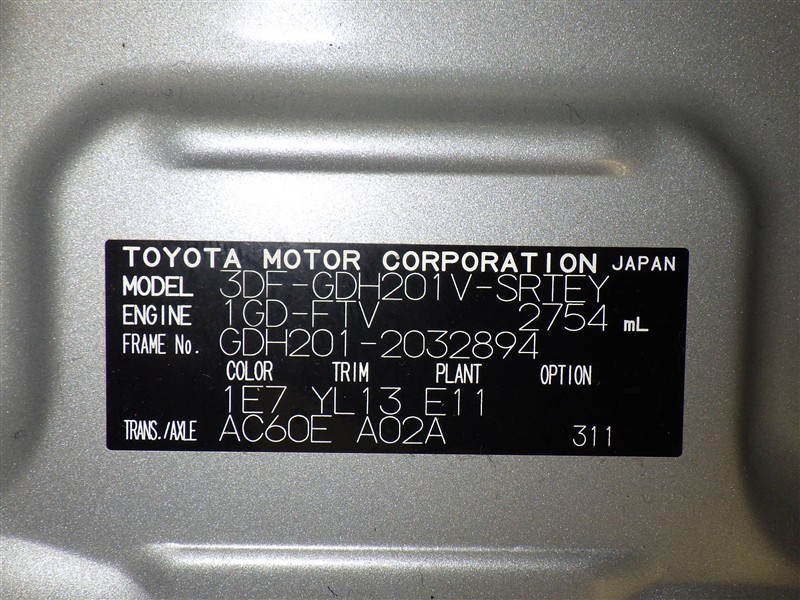 TOYOTA MOTOR CORPORATION JAPAN
MODEL 3DF-GDH201V-SRTEY
ENGINE 1GD-FTV 2754 mL
FRAME No. GDH201-2032894
COLOR TRIM PLANT OPTION
1E7 YL13 E11
TRANS./AXLE AC60E A02A 311